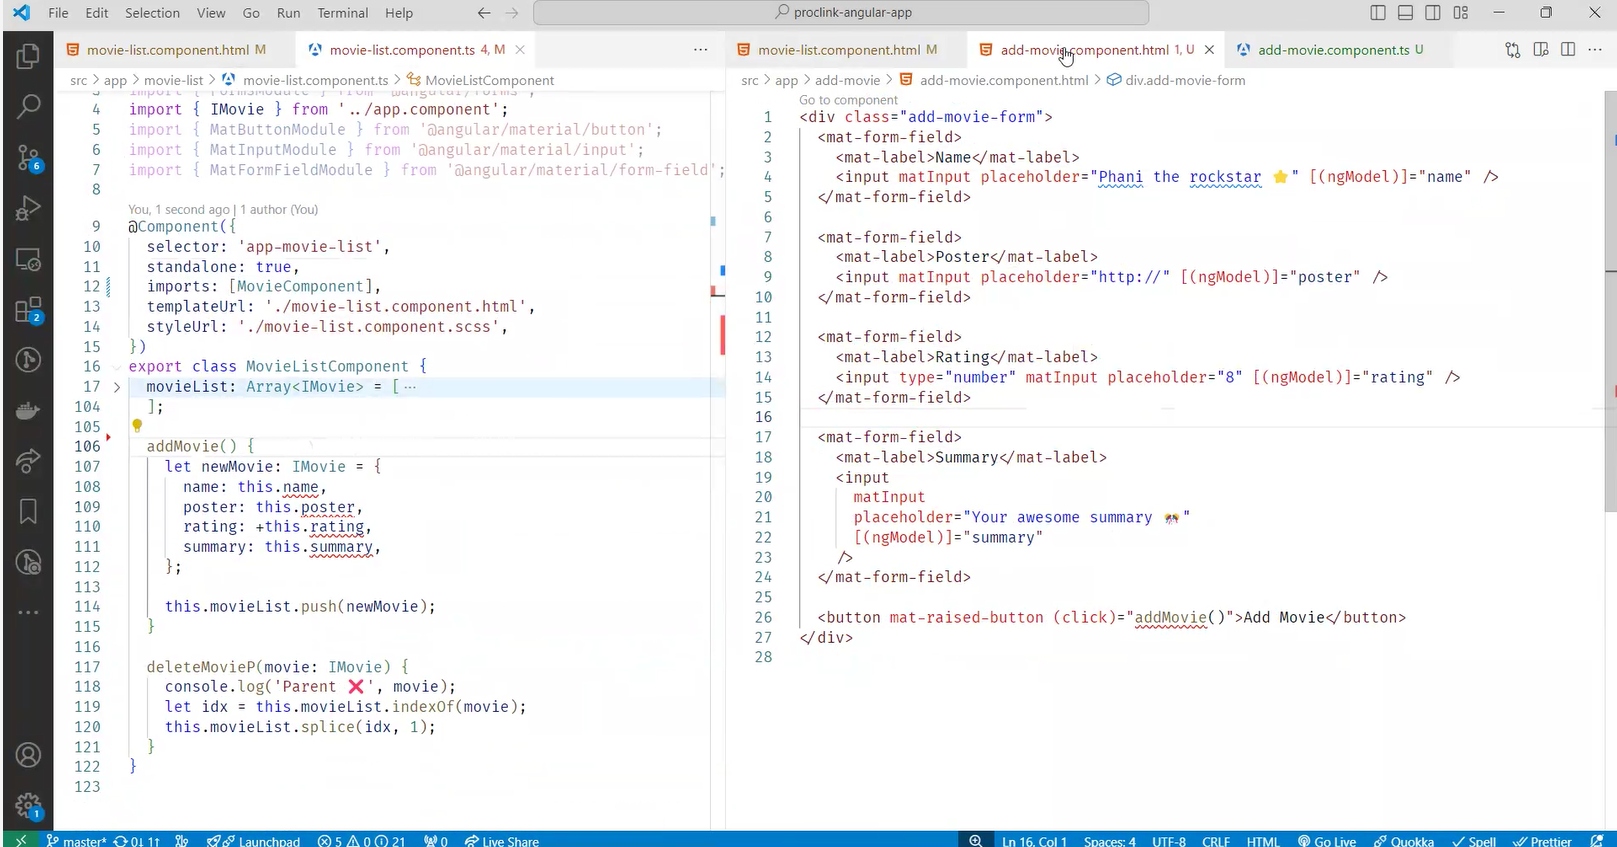 File Edit Selection View Go Run Terminal Help
proclink-angular-app
movie-list.component.html M
movie-list.component.ts 4, M
src > app > movie-list > movie-list.component.ts > MovieListComponent
3 import { FormsModule } from '@angular/forms';
4 import { IMovie } from '../app.component';
5 import { MatButtonModule } from '@angular/material/button';
6 import { MatInputModule } from '@angular/material/input';
7 import { MatFormFieldModule } from '@angular/material/form-field';
8
You, 1 second ago | 1 author (You)
9 @Component({
10 selector: 'app-movie-list',
11 standalone: true,
12 imports: [MovieComponent],
13 templateUrl: './movie-list.component.html',
14 styleUrl: './movie-list.component.scss',
15 })
16 export class MovieListComponent {
17 movieList: Array<IMovie> = [ ...
104 ];
105
106 addMovie() {
107 let newMovie: IMovie = {
108 name: this.name,
109 poster: this.poster,
110 rating: +this.rating,
111 summary: this.summary,
112 };
113
114 this.movieList.push(newMovie);
115 }
116
117 deleteMovieP(movie: IMovie) {
118 console.log('Parent ❌', movie);
119 let idx = this.movieList.indexOf(movie);
120 this.movieList.splice(idx, 1);
121 }
122 }
123
movie-list.component.html M
add-movie.component.html 1, U
add-movie.component.ts U
src > app > add-movie > add-movie.component.html > div.add-movie-form
Go to component
1 <div class="add-movie-form">
2 <mat-form-field>
3 <mat-label>Name</mat-label>
4 <input matInput placeholder="Phani the rockstar ⭐" [(ngModel)]="name" />
5 </mat-form-field>
6
7 <mat-form-field>
8 <mat-label>Poster</mat-label>
9 <input matInput placeholder="http://" [(ngModel)]="poster" />
10 </mat-form-field>
11
12 <mat-form-field>
13 <mat-label>Rating</mat-label>
14 <input type="number" matInput placeholder="8" [(ngModel)]="rating" />
15 </mat-form-field>
16
17 <mat-form-field>
18 <mat-label>Summary</mat-label>
19 <input
20 matInput
21 placeholder="Your awesome summary 🎊"
22 [(ngModel)]="summary"
23 />
24 </mat-form-field>
25
26 <button mat-raised-button (click)="addMovie()">Add Movie</button>
27 </div>
28
6
2
1
master* 0↓ 1↑ Launchpad 5 0 21 0 Live Share
Ln 16, Col 1 Spaces: 4 UTF-8 CRLF HTML Go Live Quokka Spell Prettier